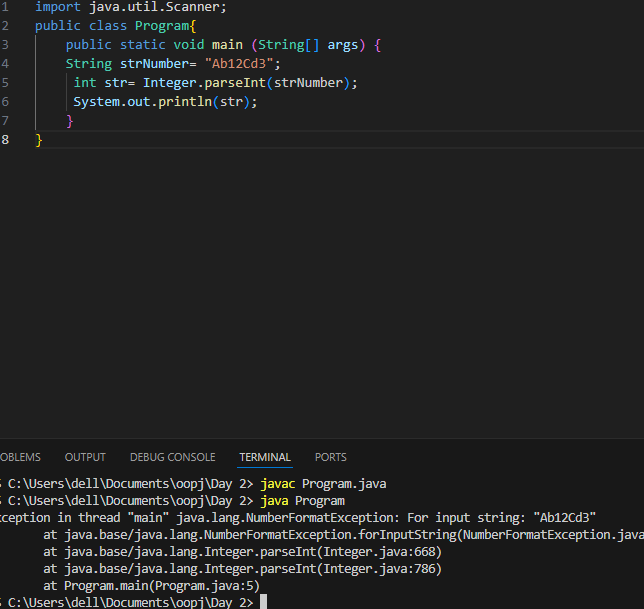 1 import java.util.Scanner;
2 public class Program{
3 public static void main (String[] args) {
4 String strNumber= "Ab12Cd3";
5 int str= Integer.parseInt(strNumber);
6 System.out.println(str);
7 }
8 }
OBLEMS OUTPUT DEBUG CONSOLE TERMINAL PORTS
S C:\Users\dell\Documents\oopj\Day 2> javac Program.java
S C:\Users\dell\Documents\oopj\Day 2> java Program
xception in thread "main" java.lang.NumberFormatException: For input string: "Ab12Cd3"
at java.base/java.lang.NumberFormatException.forInputString(NumberFormatException.java
at java.base/java.lang.Integer.parseInt(Integer.java:668)
at java.base/java.lang.Integer.parseInt(Integer.java:786)
at Program.main(Program.java:5)
S C:\Users\dell\Documents\oopj\Day 2>